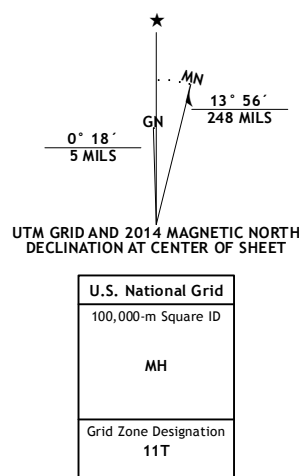 ★
MN
GN
13° 56´
248 MILS
0° 18´
5 MILS
UTM GRID AND 2014 MAGNETIC NORTH
DECLINATION AT CENTER OF SHEET
U.S. National Grid
100,000-m Square ID
MH
Grid Zone Designation
11T